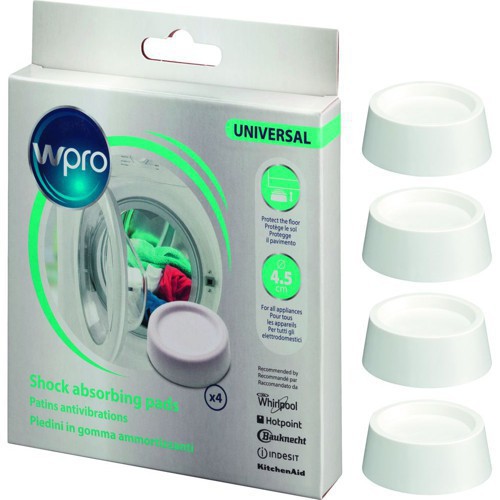 wpro
UNIVERSAL
Protect the floor
Protège le sol
Protegge
il pavimento
Ø
4.5
cm
For all appliances
Pour tous
les appareils
Per tutti gli
elettrodomestici
x4
Shock absorbing pads
Patins antivibrations
Piedini in gomma ammortizzanti
Recommended by
Recommandé par
Raccomandato da
Whirlpool
Hotpoint
Bauknecht
INDESIT
KitchenAid